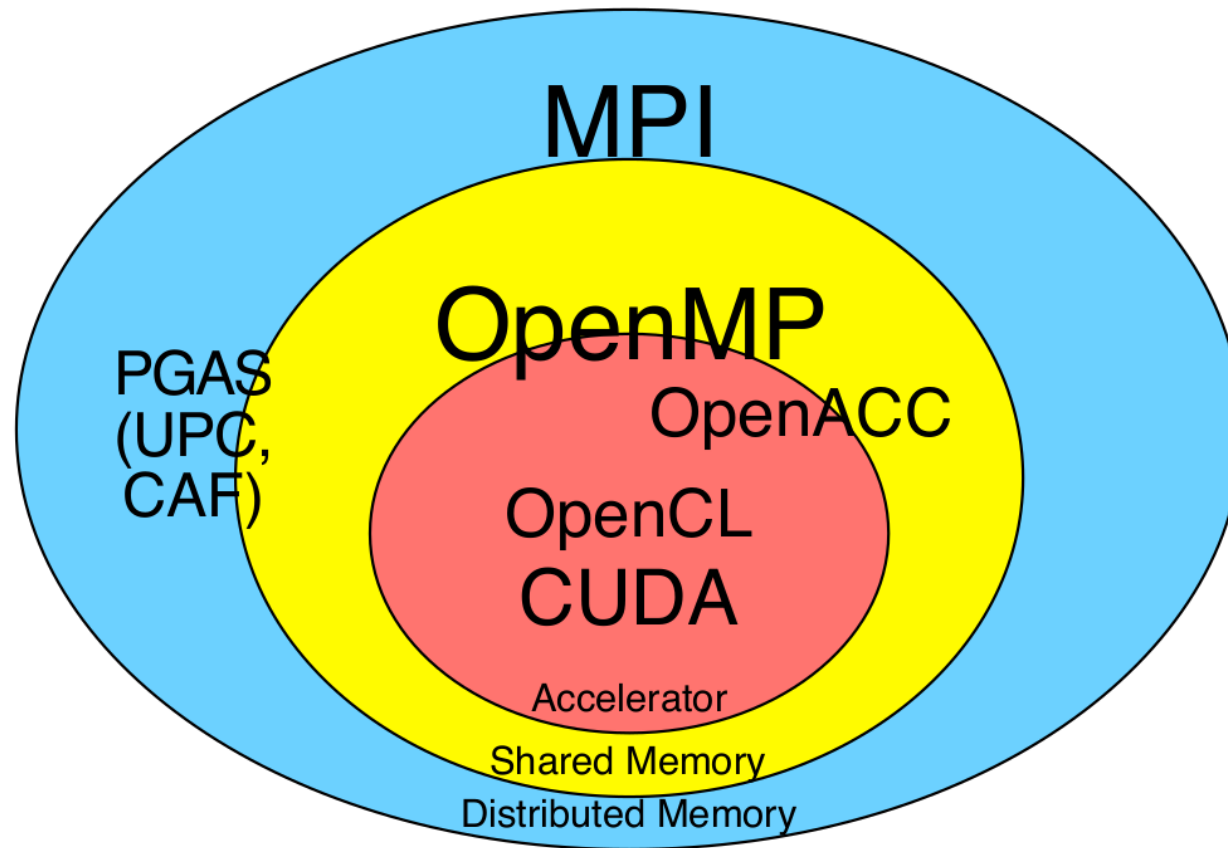 MPI
OpenMP
PGAS
(UPC,
CAF)
OpenACC
OpenCL
CUDA
Accelerator
Shared Memory
Distributed Memory